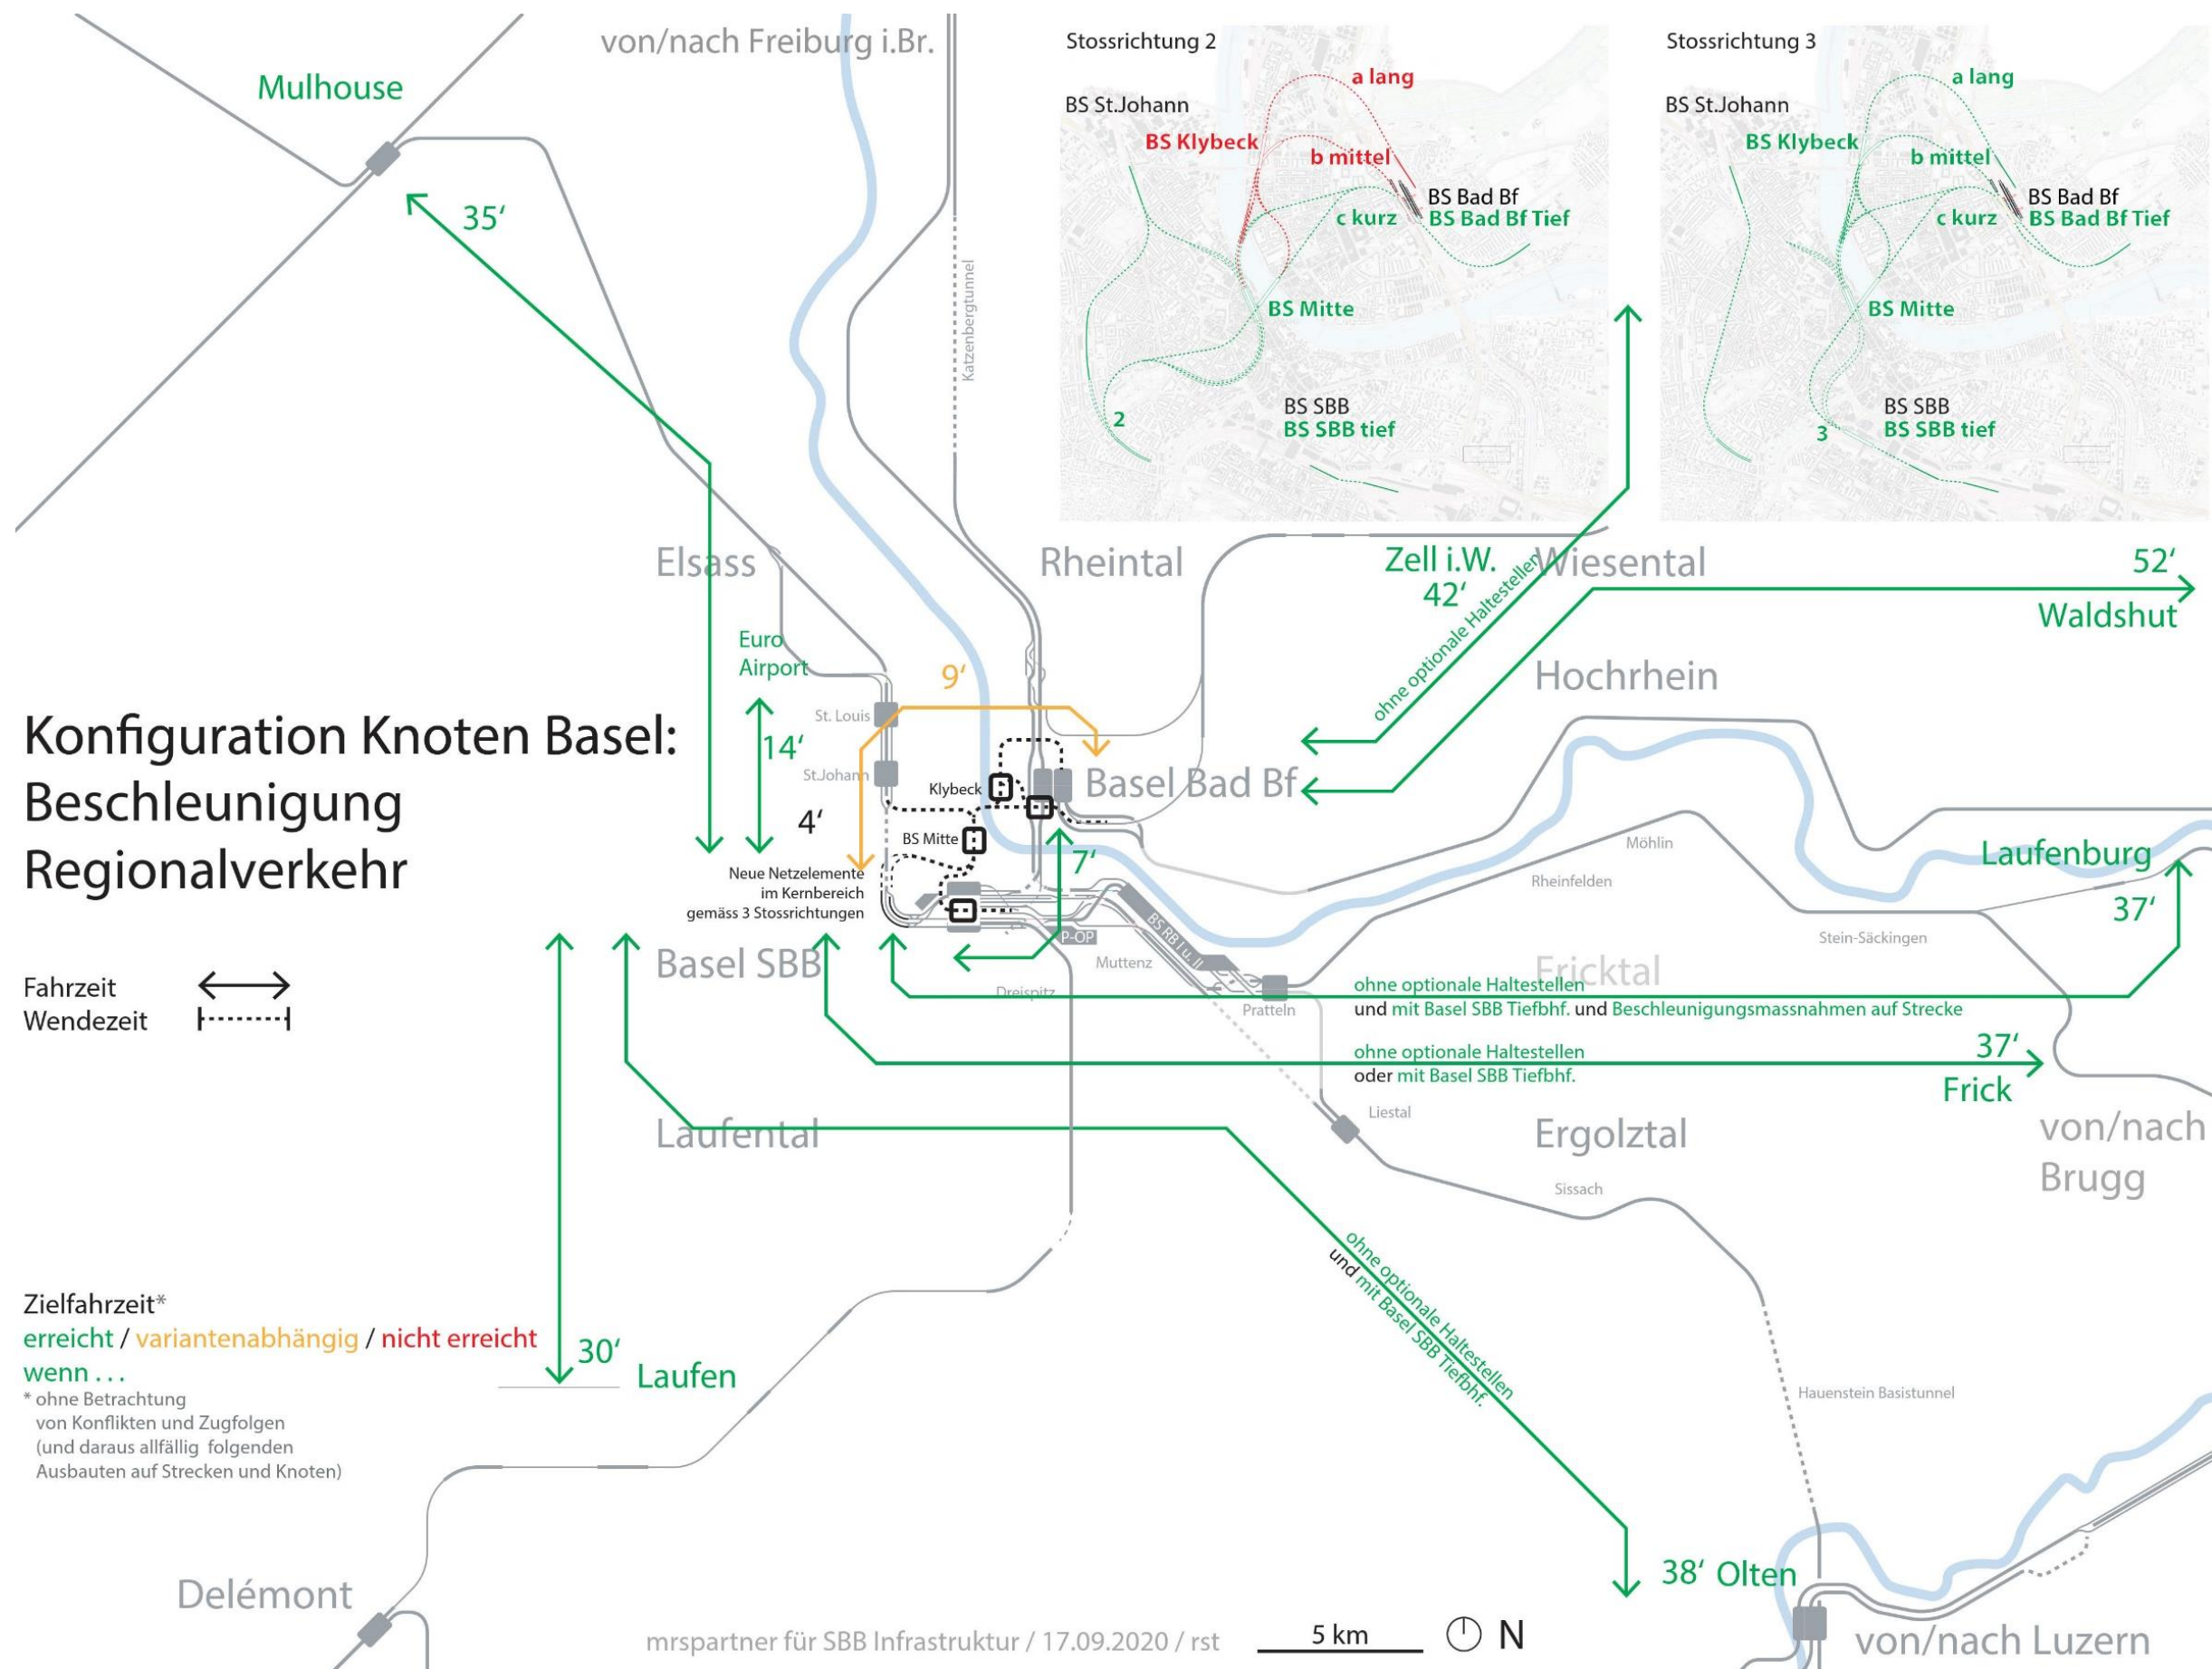 von/nach Freiburg i.Br.
Mulhouse
35‘
Katzenbergtunnel
Stossrichtung 2
BS St.Johann
a lang
BS Klybeck
b mittel
BS Bad Bf
c kurz
BS Bad Bf Tief
BS Mitte
2
BS SBB
BS SBB tief
Stossrichtung 3
BS St.Johann
a lang
BS Klybeck
b mittel
BS Bad Bf
c kurz
BS Bad Bf Tief
BS Mitte
3
BS SBB
BS SBB tief
Elsass
Rheintal
Zell i.W.
42‘
Wiesental
ohne optionale Haltestellen
52‘
Waldshut
Euro
Airport
14‘
9‘
Hochrhein
Konfiguration Knoten Basel:
Beschleunigung
Regionalverkehr
St. Louis
St.Johann
Klybeck
Basel Bad Bf
4‘
BS Mitte
7‘
Neue Netzelemente
im Kernbereich
gemäss 3 Stossrichtungen
Möhlin
Rheinfelden
Laufenburg
37‘
Stein-Säckingen
BS RB I u. II
P-OP
Basel SBB
Muttenz
Dreispitz
Pratteln
Fricktal
ohne optionale Haltestellen
und mit Basel SBB Tiefbhf. und Beschleunigungsmassnahmen auf Strecke
ohne optionale Haltestellen
oder mit Basel SBB Tiefbhf.
37‘
Frick
Fahrzeit
Wendezeit
Liestal
Laufental
Ergolztal
von/nach
Brugg
Sissach
ohne optionale Haltestellen
und mit Basel SBB Tiefbhf.
Zielfahrzeit*
erreicht / variantenabhängig / nicht erreicht
wenn . . .
* ohne Betrachtung
von Konflikten und Zugfolgen
(und daraus allfällig folgenden
Ausbauten auf Strecken und Knoten)
30‘
Laufen
Hauenstein Basistunnel
38‘ Olten
Delémont
mrspartner für SBB Infrastruktur / 17.09.2020 / rst
5 km
N
von/nach Luzern